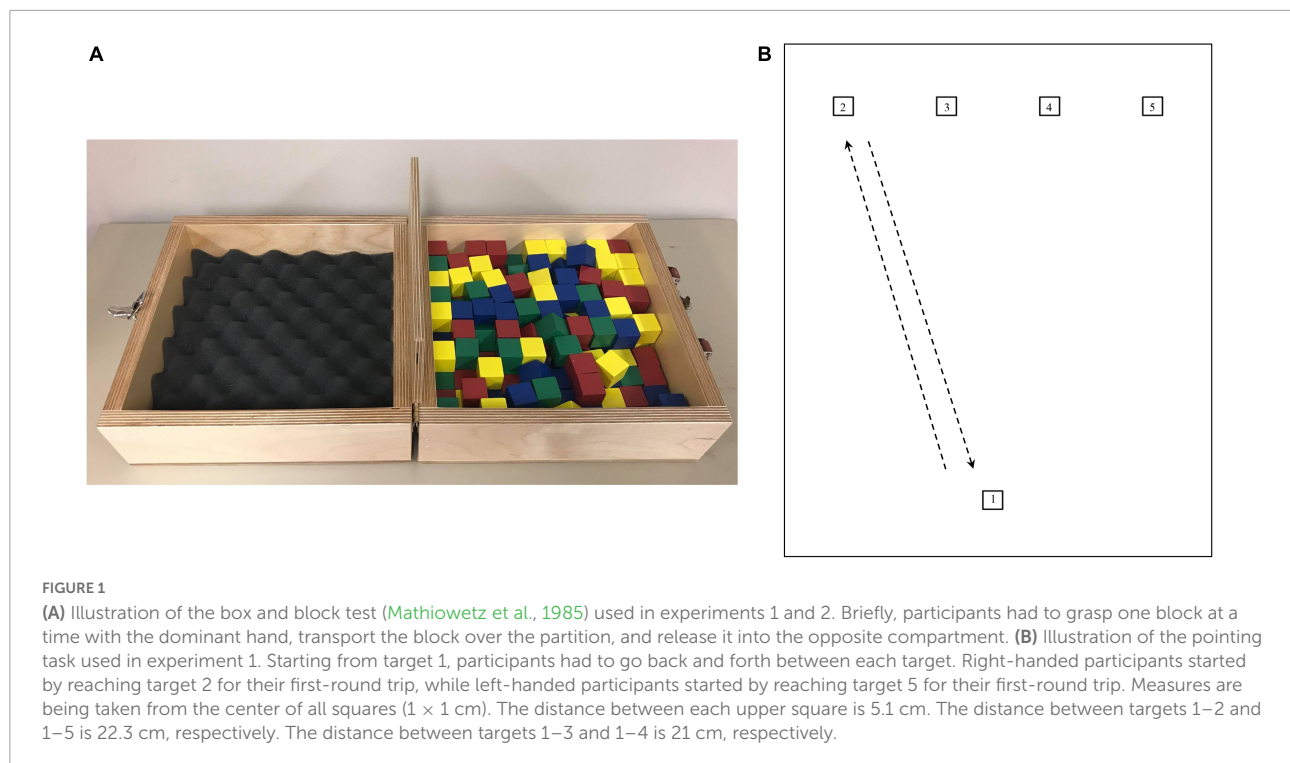 A
B
2 3 4 5
1
FIGURE 1
(A) Illustration of the box and block test (Mathiowetz et al., 1985) used in experiments 1 and 2. Briefly, participants had to grasp one block at a
time with the dominant hand, transport the block over the partition, and release it into the opposite compartment. (B) Illustration of the pointing
task used in experiment 1. Starting from target 1, participants had to go back and forth between each target. Right-handed participants started
by reaching target 2 for their first-round trip, while left-handed participants started by reaching target 5 for their first-round trip. Measures are
being taken from the center of all squares (1 × 1 cm). The distance between each upper square is 5.1 cm. The distance between targets 1–2 and
1–5 is 22.3 cm, respectively. The distance between targets 1–3 and 1–4 is 21 cm, respectively.